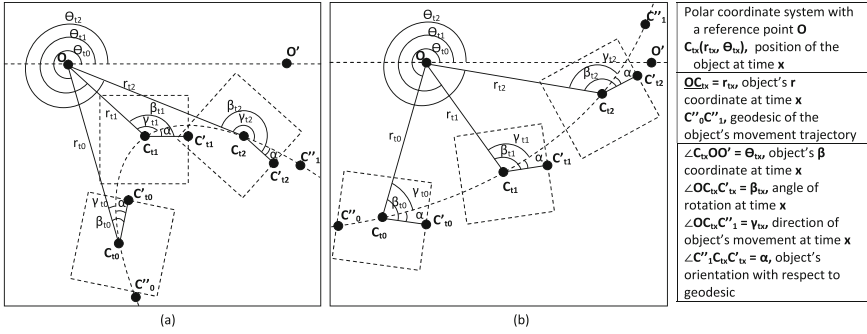 Θt2
Θt1
Θt0
O
O'
rt2
rt1
rt0
βt1
γt1
α
Ct1
C't1
βt2
γt2
Ct2
α
C't2
C''1
C't0
γt0
α
βt0
Ct0
C''0
(a)
Θt2
Θt1
Θt0
O
O'
C''1
γt2
βt2
α
C't2
Ct2
rt2
rt1
rt0
γt1
βt1
α
C't1
Ct1
γt0
βt0
α
C''0
Ct0
C't0
(b)
Polar coordinate system with
a reference point O
Ctx(rtx, Θtx), position of the
object at time x
OCtx = rtx, object's r
coordinate at time x
C''0C''1, geodesic of the
object's movement trajectory
∠CtxOO' = Θtx, object's β
coordinate at time x
∠OCtxC'tx = βtx, angle of
rotation at time x
∠OCtxC''1 = γtx, direction of
object's movement at time x
∠C''1CtxC'tx = α, object's
orientation with respect to
geodesic